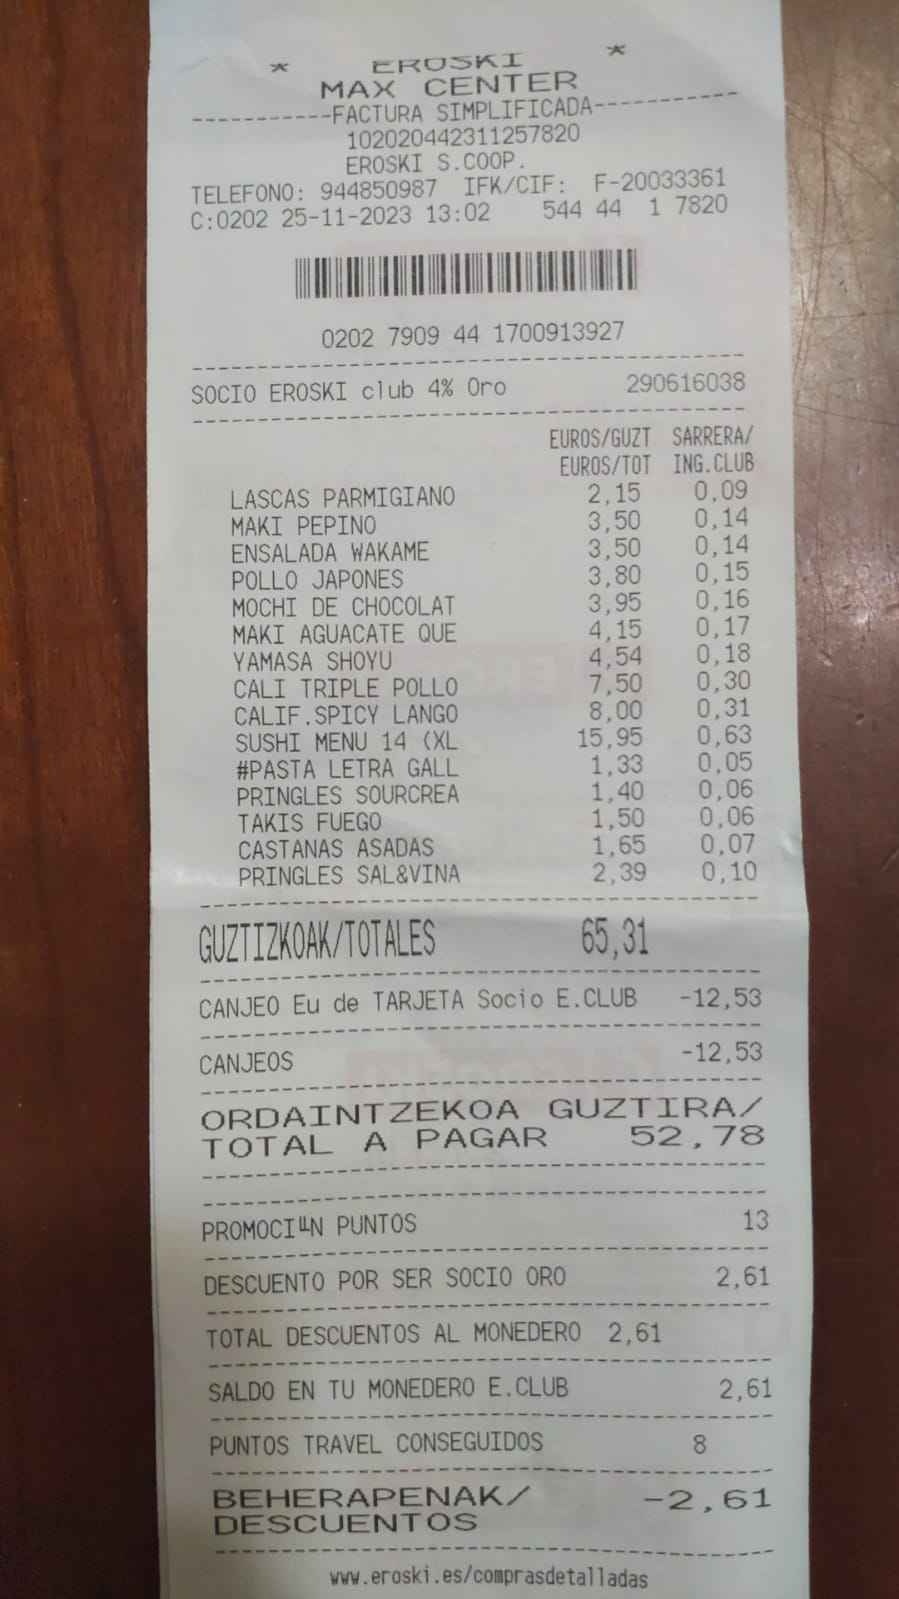 * EROSKI *
MAX CENTER
-----------FACTURA SIMPLIFICADA-----------
102020442311257820
EROSKI S.COOP.
TELEFONO: 944850987 IFK/CIF: F-20033361
C:0202 25-11-2023 13:02 544 44 1 7820
0202 7909 44 1700913927
SOCIO EROSKI club 4% Oro 290616038
EUROS/GUZT SARRERA/
EUROS/TOT ING.CLUB
LASCAS PARMIGIANO 2,15 0,09
MAKI PEPINO 3,50 0,14
ENSALADA WAKAME 3,50 0,14
POLLO JAPONES 3,80 0,15
MOCHI DE CHOCOLAT 3,95 0,16
MAKI AGUACATE QUE 4,15 0,17
YAMASA SHOYU 4,54 0,18
CALI TRIPLE POLLO 7,50 0,30
CALIF.SPICY LANGO 8,00 0,31
SUSHI MENU 14 (XL 15,95 0,63
#PASTA LETRA GALL 1,33 0,05
PRINGLES SOURCREA 1,40 0,06
TAKIS FUEGO 1,50 0,06
CASTANAS ASADAS 1,65 0,07
PRINGLES SAL&VINA 2,39 0,10
GUZTIZKOAK/TOTALES 65,31
CANJEO Eu de TARJETA Socio E.CLUB -12,53
CANJEOS -12,53
ORDAINTZEKOA GUZTIRA/
TOTAL A PAGAR 52,78
PROMOCI╨N PUNTOS 13
DESCUENTO POR SER SOCIO ORO 2,61
TOTAL DESCUENTOS AL MONEDERO 2,61
SALDO EN TU MONEDERO E.CLUB 2,61
PUNTOS TRAVEL CONSEGUIDOS 8
BEHERAPENAK/ -2,61
DESCUENTOS
www.eroski.es/comprasdetalladas